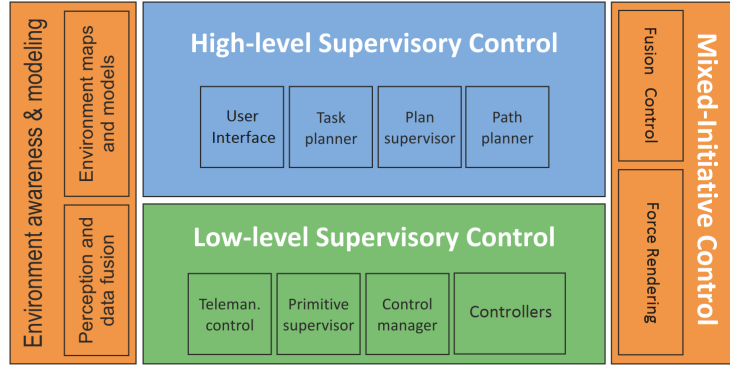 Environment awareness & modeling
Environment maps
and models
Perception and
data fusion
High-level Supervisory Control
User
Interface
Task
planner
Plan
supervisor
Path
planner
Low-level Supervisory Control
Teleman.
control
Primitive
supervisor
Control
manager
Controllers
Mixed-Initiative Control
Fusion Control
Force Rendering